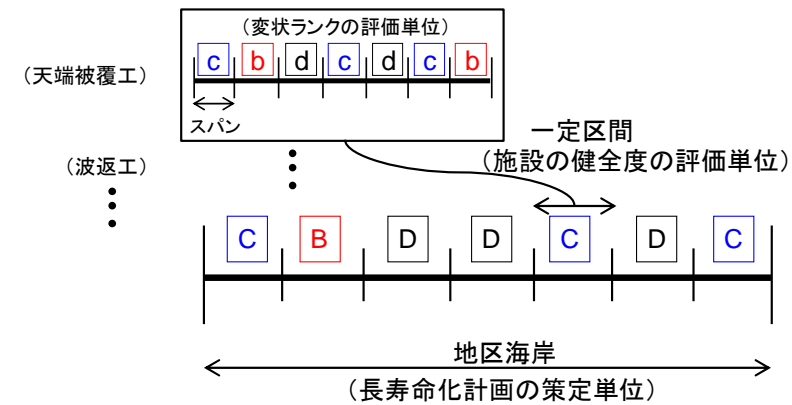 (変状ランクの評価単位)
(天端被覆工)
c b d c d c b
スパン
一定区間
(施設の健全度の評価単位)
(波返工)
C B D D C D C
地区海岸
(長寿命化計画の策定単位)